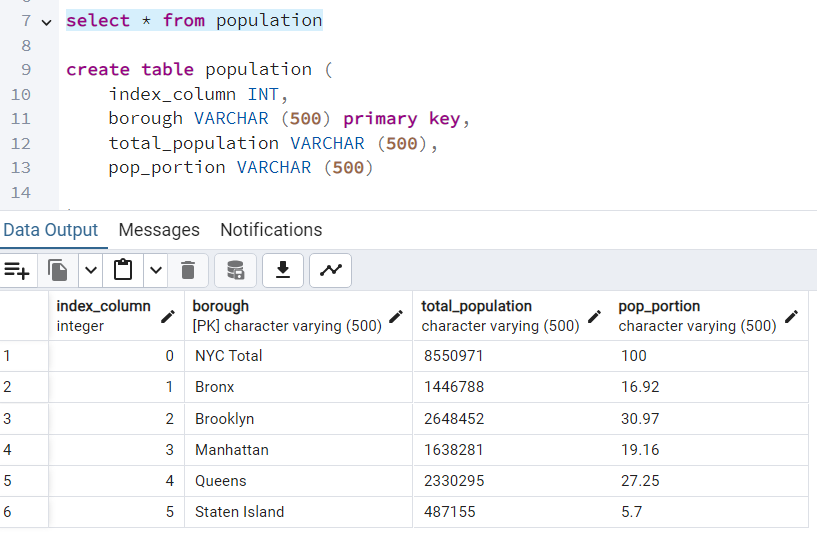 7 select * from population
8
9 create table population (
10 index_column INT,
11 borough VARCHAR (500) primary key,
12 total_population VARCHAR (500),
13 pop_portion VARCHAR (500)
14
Data Output Messages Notifications
index_column borough total_population pop_portion
integer [PK] character varying (500) character varying (500) character varying (500)
1 0 NYC Total 8550971 100
2 1 Bronx 1446788 16.92
3 2 Brooklyn 2648452 30.97
4 3 Manhattan 1638281 19.16
5 4 Queens 2330295 27.25
6 5 Staten Island 487155 5.7